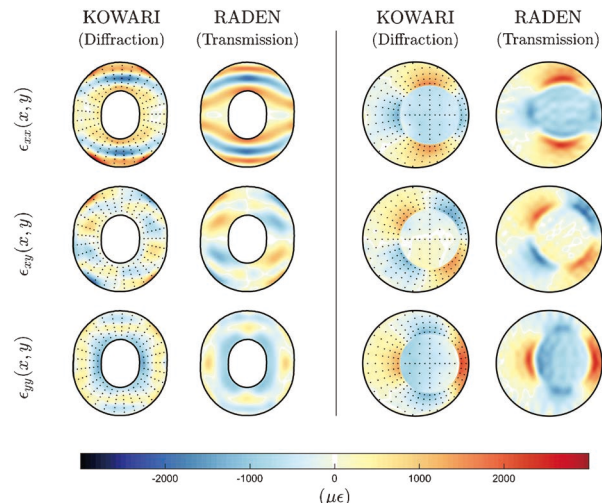 KOWARI RADEN KOWARI RADEN
(Diffraction) (Transmission) (Diffraction) (Transmission)
ϵxx(x, y)
ϵxy(x, y)
ϵyy(x, y)
-2000 -1000 0 1000 2000
(μϵ)